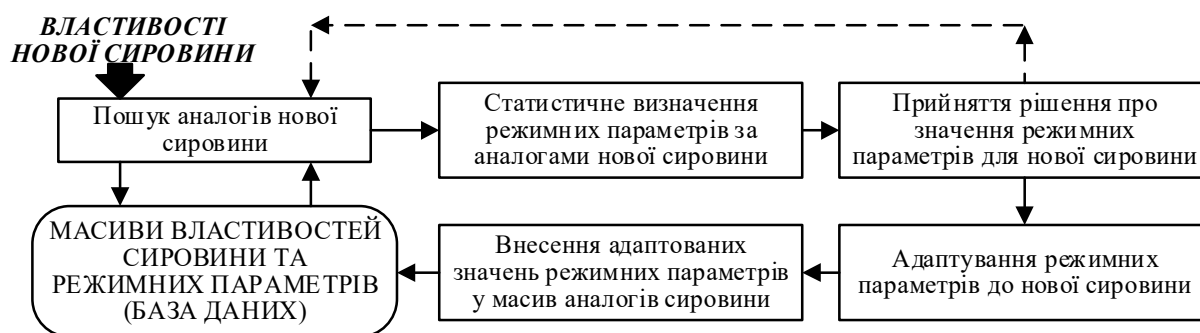 ВЛАСТИВОСТІ
НОВОЇ СИРОВИНИ
Пошук аналогів нової
сировини
Статистичне визначення
режимних параметрів за
аналогами нової сировини
Прийняття рішення про
значення режимних
параметрів для нової сировини
МАСИВИ ВЛАСТИВОСТЕЙ
СИРОВИНИ ТА
РЕЖИМНИХ ПАРАМЕТРІВ
(БАЗА ДАНИХ)
Внесення адаптованих
значень режимних параметрів
у масив аналогів сировини
Адаптування режимних
параметрів до нової сировини